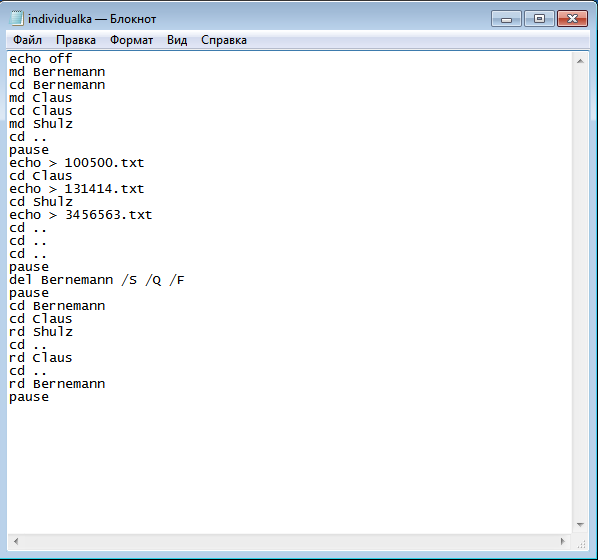 individualka — Блокнот
Файл Правка Формат Вид Справка
echo off
md Bernemann
cd Bernemann
md Claus
cd Claus
md Shulz
cd ..
pause
echo > 100500.txt
cd Claus
echo > 131414.txt
cd Shulz
echo > 3456563.txt
cd ..
cd ..
cd ..
pause
del Bernemann /S /Q /F
pause
cd Bernemann
cd Claus
rd Shulz
cd ..
rd Claus
cd ..
rd Bernemann
pause